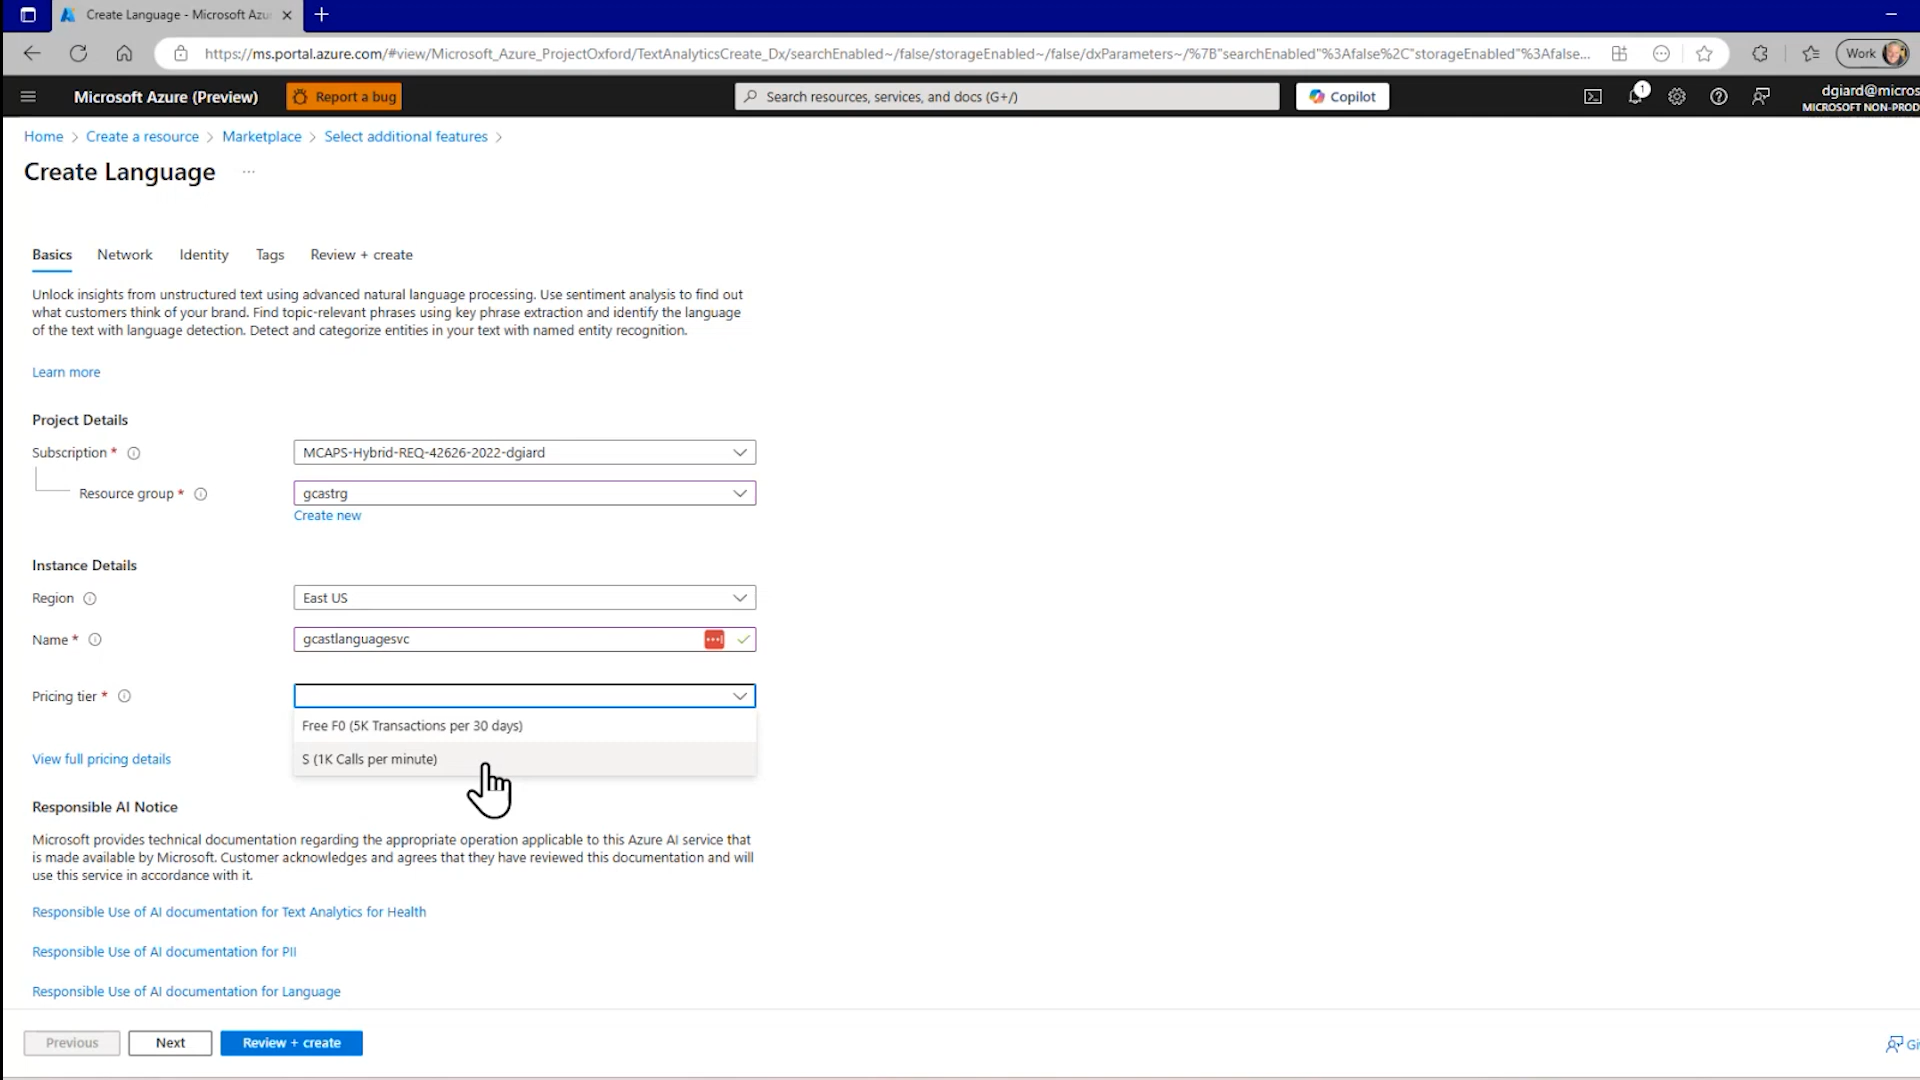 Create Language - Microsoft Azu
https://ms.portal.azure.com/#view/Microsoft_Azure_ProjectOxford/TextAnalyticsCreate_Dx/searchEnabled~/false/storageEnabled~/false/dxParameters~/%7B"searchEnabled"%3Afalse%2C"storageEnabled"%3Afalse...
Work
Microsoft Azure (Preview)
Report a bug
Search resources, services, and docs (G+/)
Copilot
1
dgiard@micros
MICROSOFT NON-PROD
Home > Create a resource > Marketplace > Select additional features >
Create Language ...
Basics Network Identity Tags Review + create
Unlock insights from unstructured text using advanced natural language processing. Use sentiment analysis to find out
what customers think of your brand. Find topic-relevant phrases using key phrase extraction and identify the language
of the text with language detection. Detect and categorize entities in your text with named entity recognition.
Learn more
Project Details
Subscription *
MCAPS-Hybrid-REQ-42626-2022-dgiard
Resource group *
gcastrg
Create new
Instance Details
Region
East US
Name *
gcastlanguagesvc
Pricing tier *
Free F0 (5K Transactions per 30 days)
View full pricing details
S (1K Calls per minute)
Responsible AI Notice
Microsoft provides technical documentation regarding the appropriate operation applicable to this Azure AI service that
is made available by Microsoft. Customer acknowledges and agrees that they have reviewed this documentation and will
use this service in accordance with it.
Responsible Use of AI documentation for Text Analytics for Health
Responsible Use of AI documentation for PII
Responsible Use of AI documentation for Language
Previous
Next
Review + create
Gi